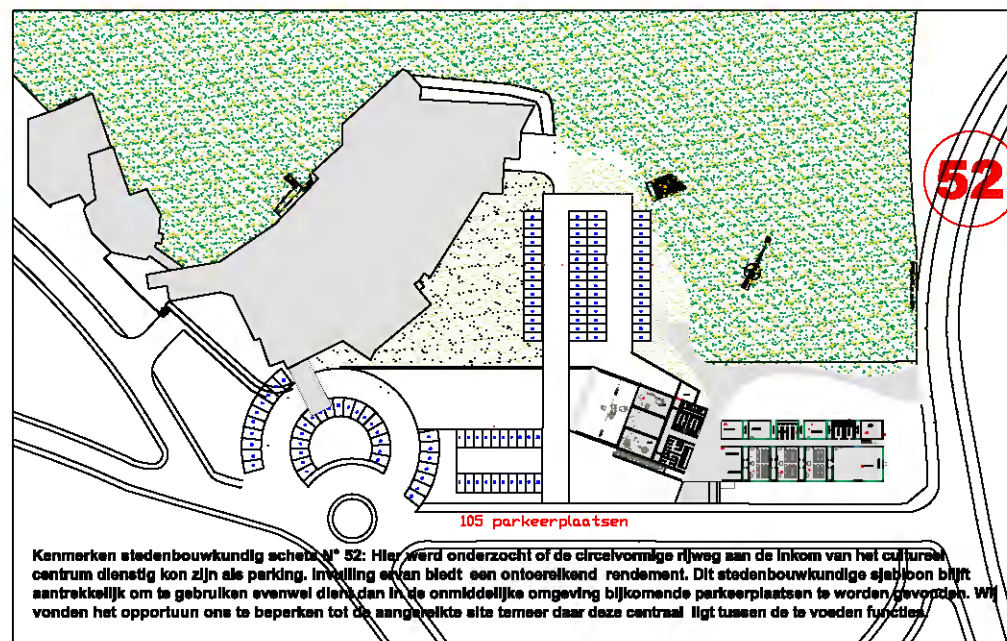 52
105 parkeerplaatsen
Kenmerken stedenbouwkundig schets N° 52: Hier werd onderzocht of de circelvormige rijweg aan de inkom van het cultureel
centrum dienstig kon zijn als parking. Invulling ervan biedt een ontoereikend rendement. Dit stedenbouwkundige sjabloon blijft
aantrekkelijk om te gebruiken evenwel dient dan in de onmiddelijke omgeving bijkomende parkeerplaatsen te worden gevonden. Wij
vonden het opportuun ons te beperken tot de aangereikte site temeer daar deze centraal ligt tussen de te voeden functies.